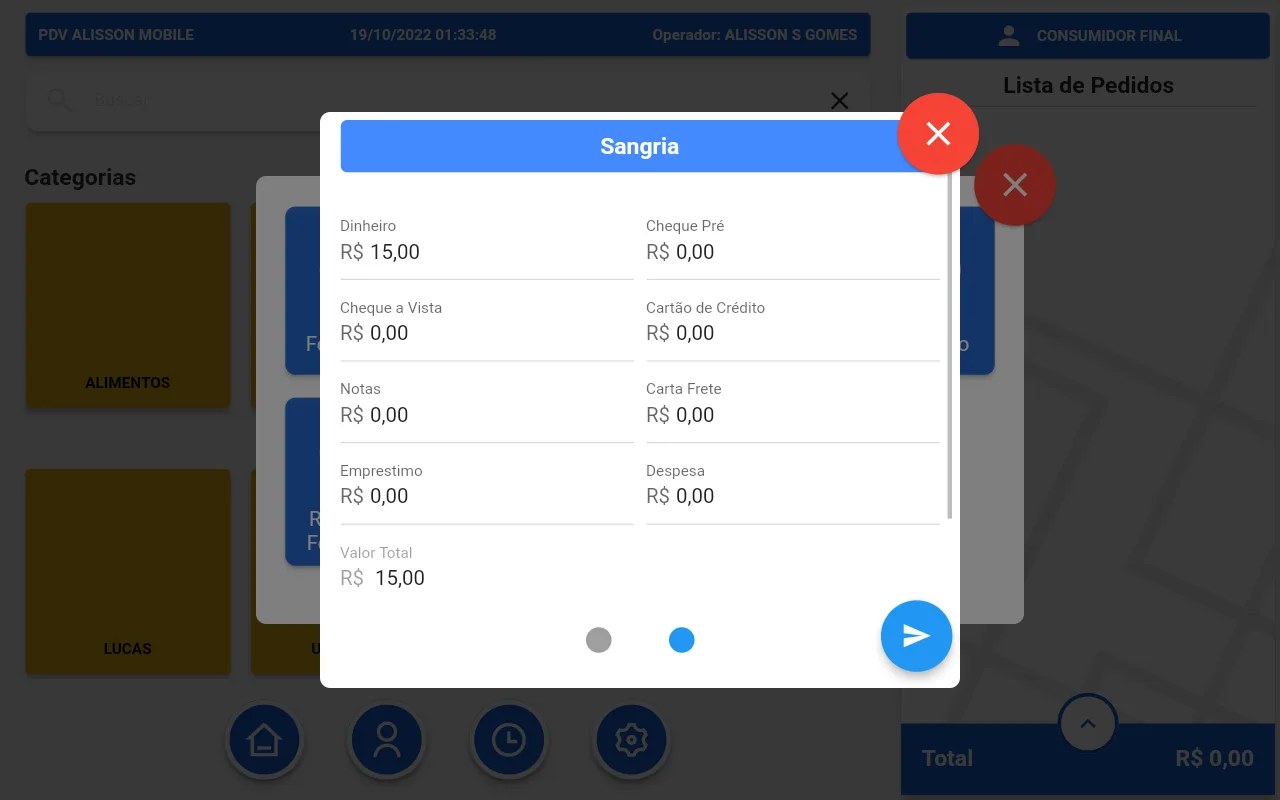 PDV ALISSON MOBILE
19/10/2022 01:33:48
Operador: ALISSON S GOMES
CONSUMIDOR FINAL
Buscar
Lista de Pedidos
Categorias
ALIMENTOS
LUCAS
Sangria
Dinheiro
R$ 15,00
Cheque Pré
R$ 0,00
Cheque a Vista
R$ 0,00
Cartão de Crédito
R$ 0,00
Notas
R$ 0,00
Carta Frete
R$ 0,00
Emprestimo
R$ 0,00
Despesa
R$ 0,00
Valor Total
R$ 15,00
Total
R$ 0,00